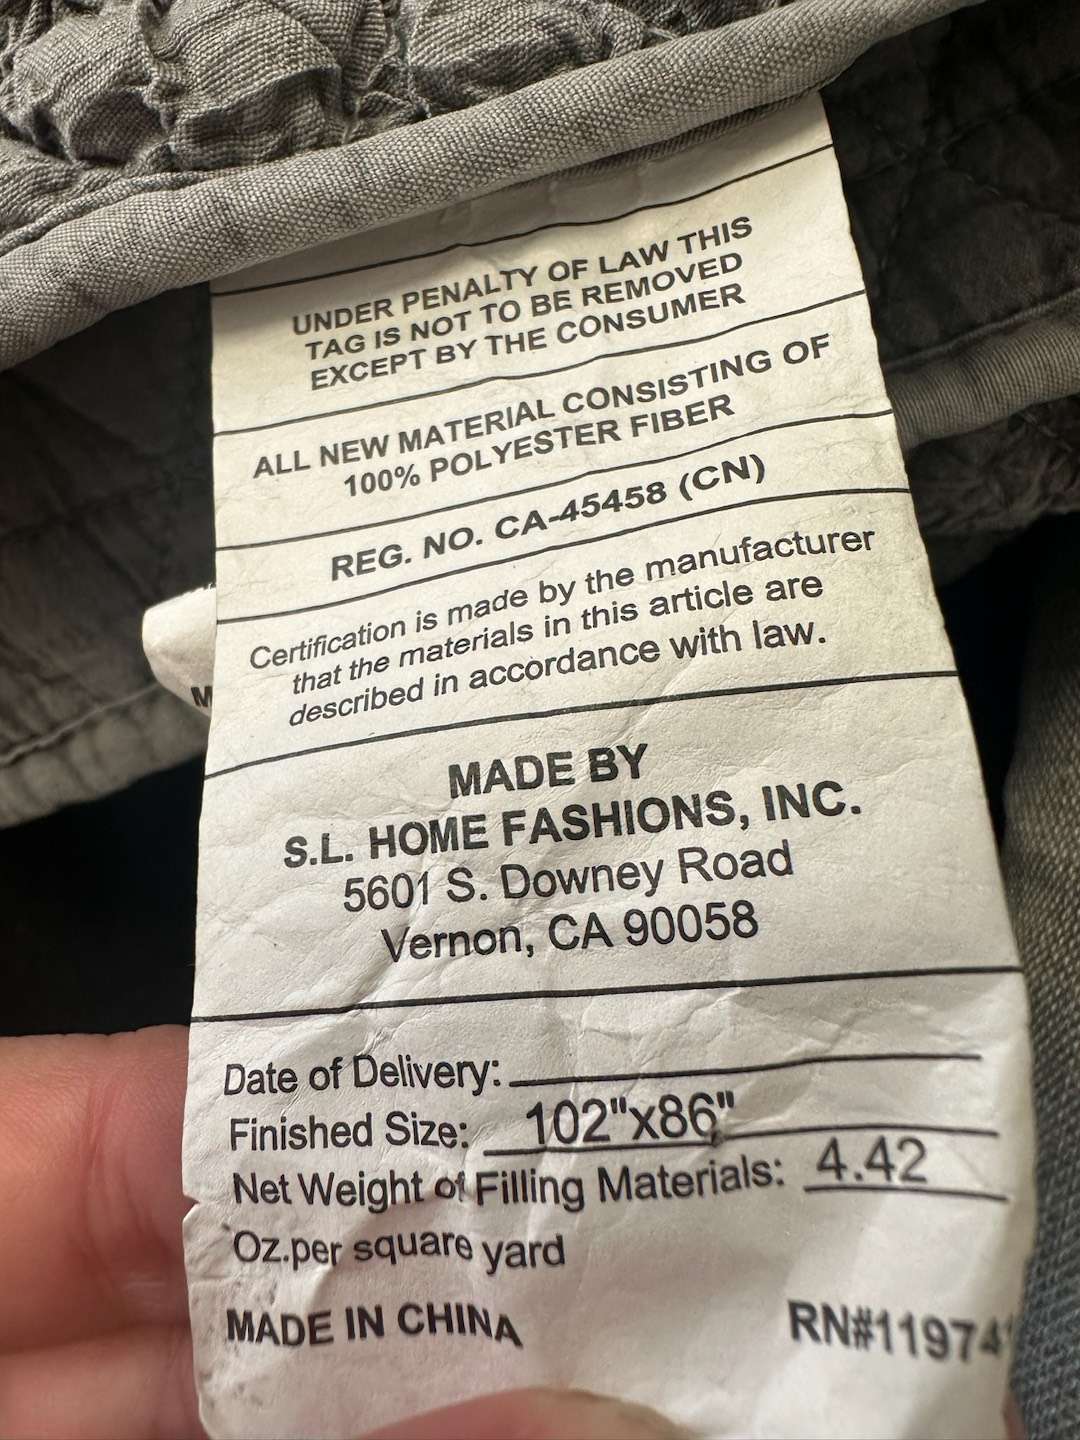 UNDER PENALTY OF LAW THIS
TAG IS NOT TO BE REMOVED
EXCEPT BY THE CONSUMER
ALL NEW MATERIAL CONSISTING OF
100% POLYESTER FIBER
REG. NO. CA-45458 (CN)
Certification is made by the manufacturer
that the materials in this article are
described in accordance with law.
MADE BY
S.L. HOME FASHIONS, INC.
5601 S. Downey Road
Vernon, CA 90058
Date of Delivery:
Finished Size: 102"x86"
Net Weight of Filling Materials: 4.42
Oz.per square yard
MADE IN CHINA